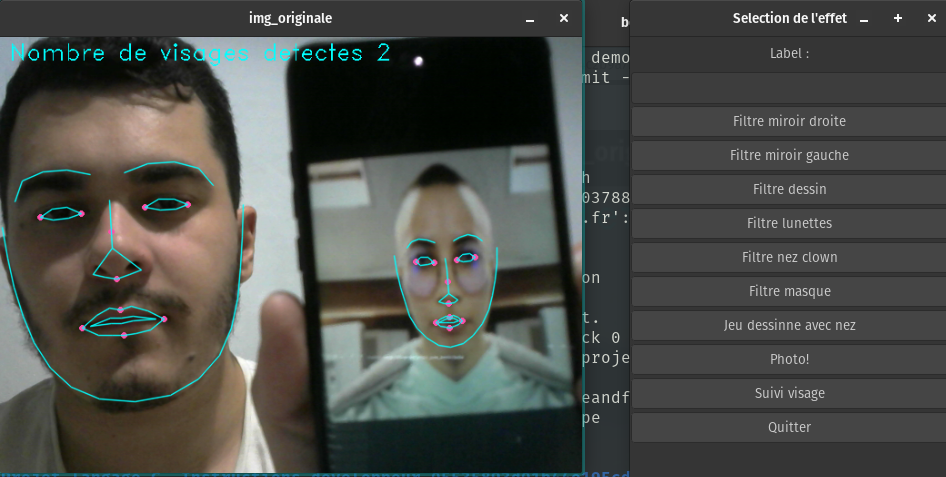 img_originale
Nombre de visages detectes 2
demo
mit -
h
03788
.fr':
on
t.
ck 0
proje
eandf
pe
Selection de l'effet
Label :
Filtre miroir droite
Filtre miroir gauche
Filtre dessin
Filtre lunettes
Filtre nez clown
Filtre masque
Jeu dessinne avec nez
Photo!
Suivi visage
Quitter